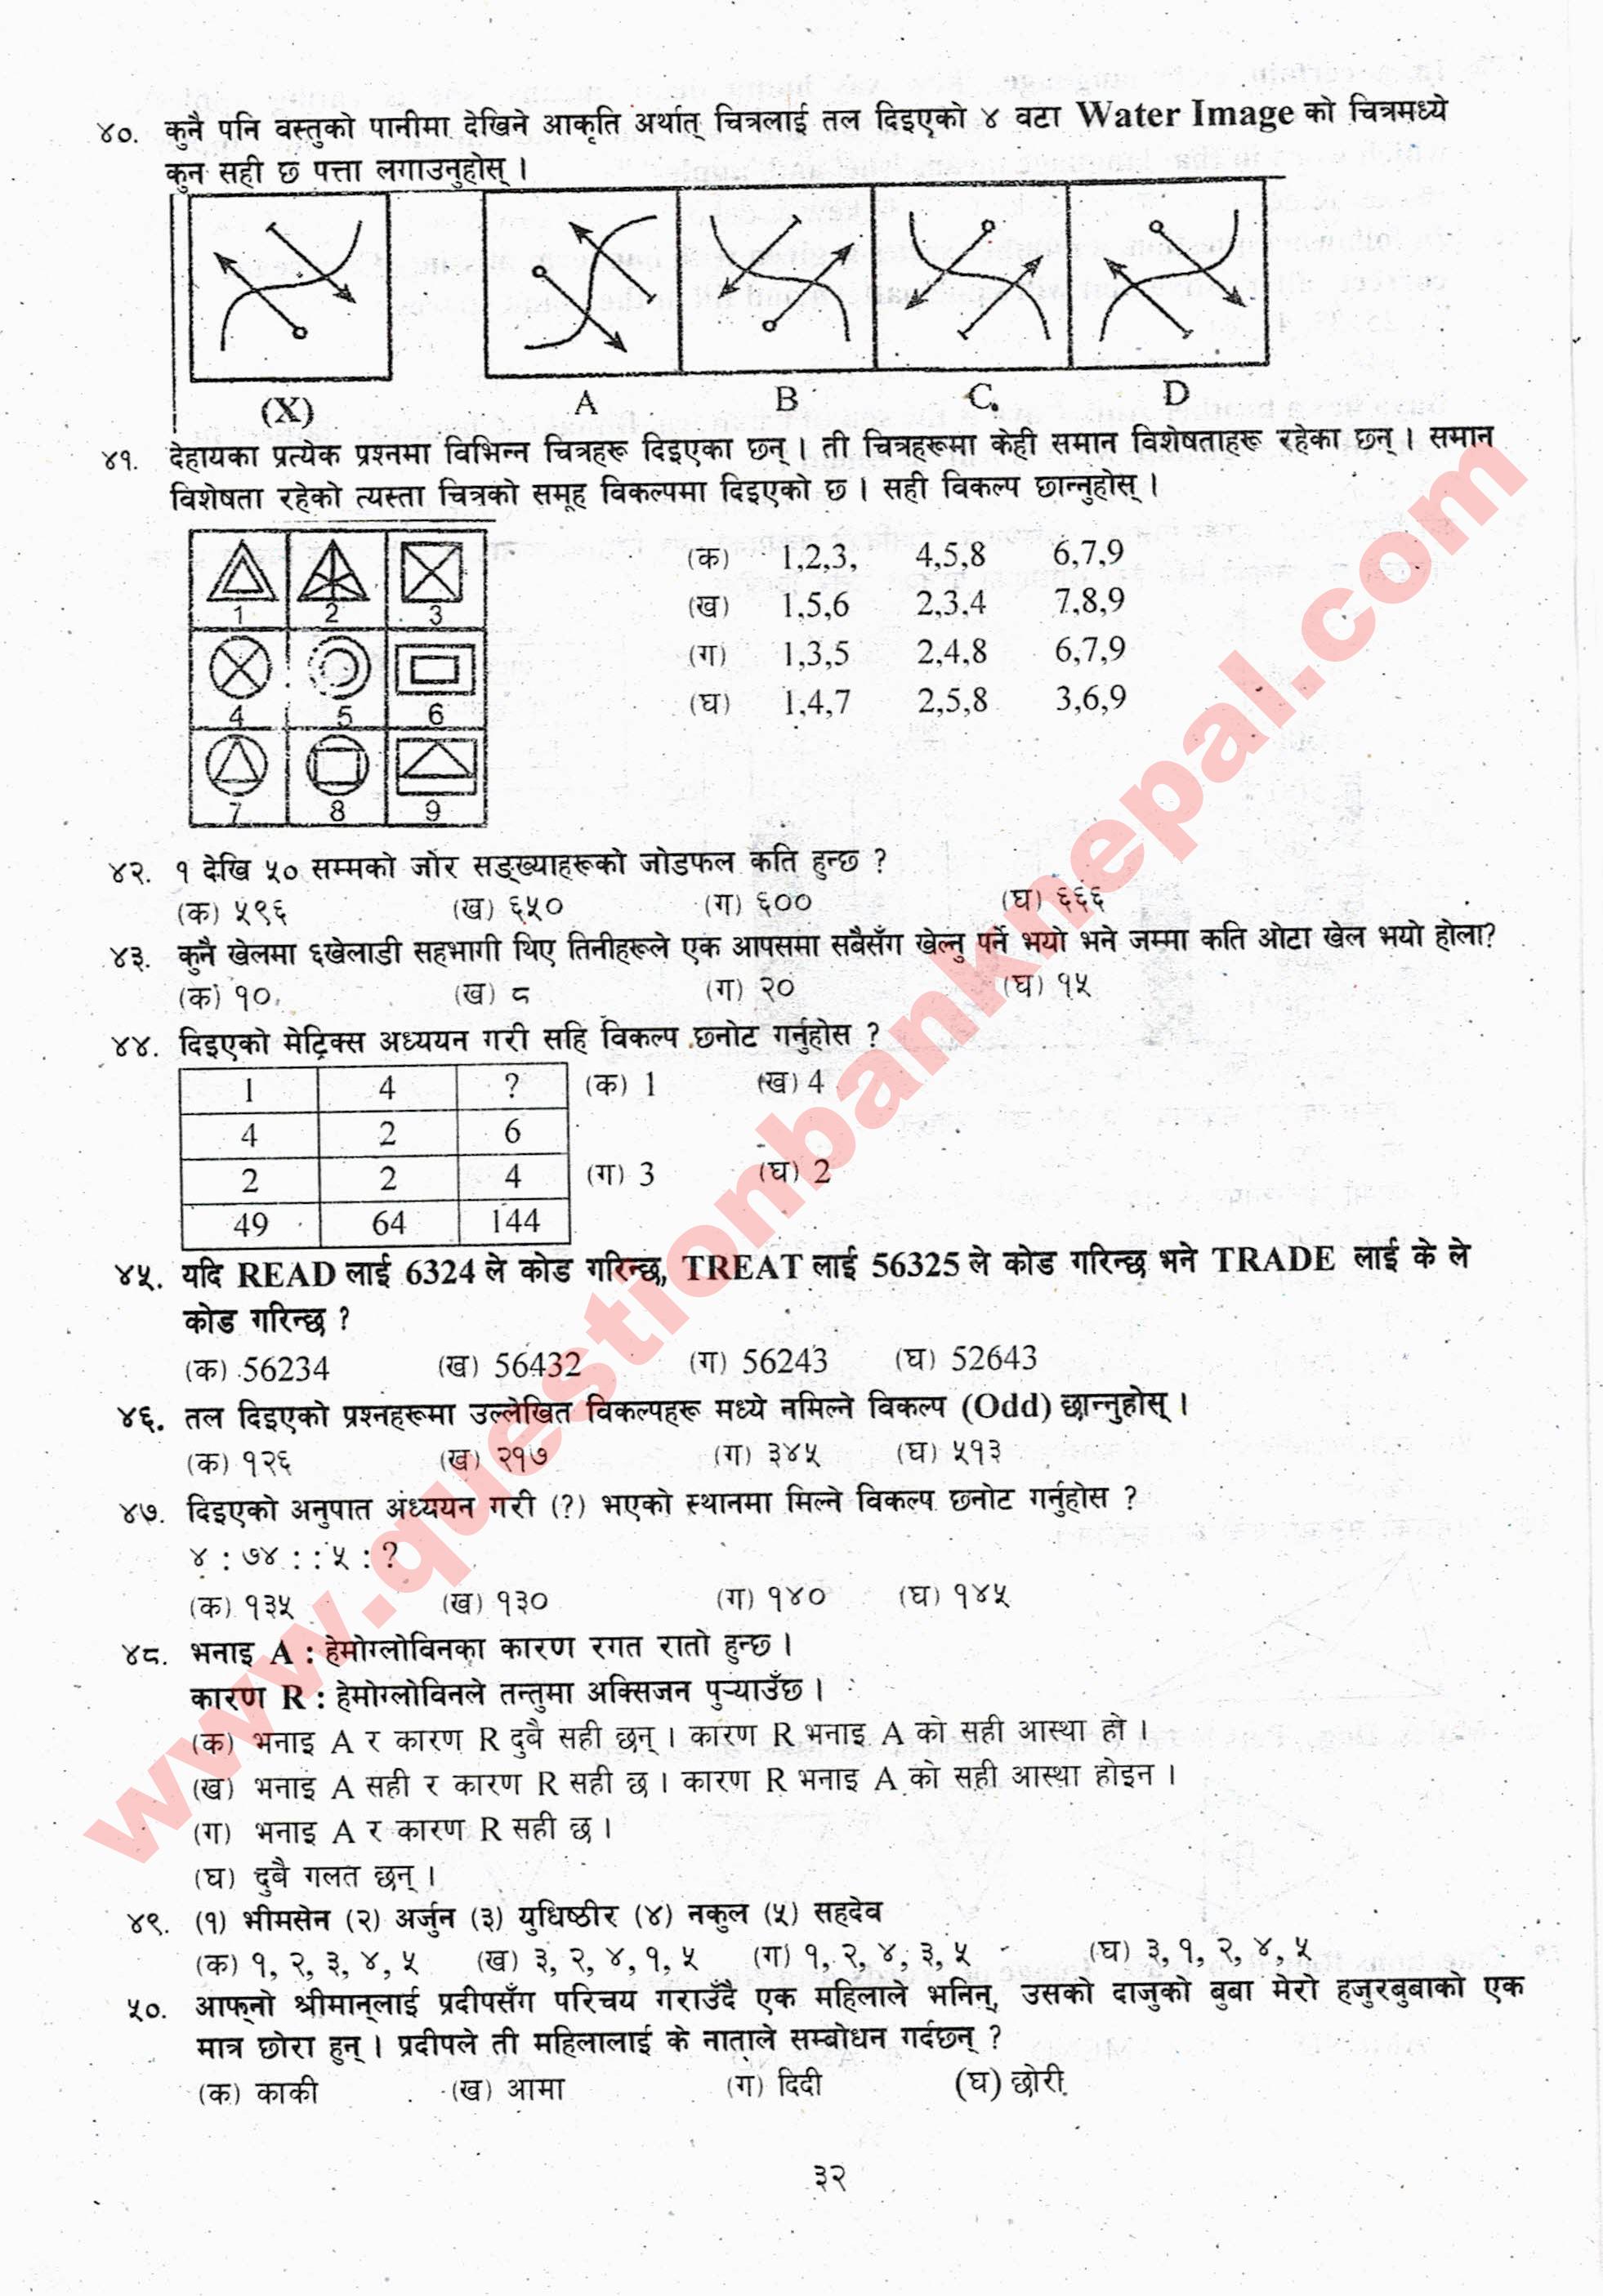 ४०. कुनै पनि वस्तुको पानीमा देखिने आकृति अर्थात् चित्रलाई तल दिइएको ४ वटा Water Image को चित्रमध्ये
कुन सही छ पत्ता लगाउनुहोस् ।
(X) A B C. D
४१. देहायका प्रत्येक प्रश्नमा विभिन्न चित्रहरू दिइएका छन् । ती चित्रहरूमा केही समान विशेषताहरू रहेका छन् । समान
विशेषता रहेको त्यस्ता चित्रको समूह विकल्पमा दिइएको छ । सही विकल्प छान्नुहोस् ।
1 2 3
4 5 6
7 8 9
(क) 1,2,3, 4,5,8 6,7,9
(ख) 1,5,6 2,3,4 7,8,9
(ग) 1,3,5 2,4,8 6,7,9
(घ) 1,4,7 2,5,8 3,6,9
४२. १ देखि ५० सम्मको जोर सङ्ख्याहरूको जोडफल कति हुन्छ ?
(क) ५९६ (ख) ६५० (ग) ६०० (घ) ६६६
४३. कुनै खेलमा ६खेलाडी सहभागी थिए तिनीहरूले एक आपसमा सबैसँग खेल्नु पर्ने भयो भने जम्मा कति ओटा खेल भयो होला?
(क) १० (ख) ८ (ग) २० (घ) १५
४४. दिइएको मेट्रिक्स अध्ययन गरी सहि विकल्प छनोट गर्नुहोस ?
1 4 ? (क) 1 (ख) 4
4 2 6
2 2 4 (ग) 3 (घ) 2
49 64 144
४५. यदि READ लाई 6324 ले कोड गरिन्छ, TREAT लाई 56325 ले कोड गरिन्छ भने TRADE लाई के ले
कोड गरिन्छ ?
(क) 56234 (ख) 56432 (ग) 56243 (घ) 52643
४६. तल दिइएको प्रश्नहरूमा उल्लेखित विकल्पहरू मध्ये नमिल्ने विकल्प (Odd) छान्नुहोस् ।
(क) १२६ (ख) २१७ (ग) ३४५ (घ) ५१३
४७. दिइएको अनुपात अध्ययन गरी (?) भएको स्थानमा मिल्ने विकल्प छनोट गर्नुहोस ?
४ : ७४ : : ५ : ?
(क) १३५ (ख) १३० (ग) १४० (घ) १४५
४८. भनाइ A : हेमोग्लोविनका कारण रगत रातो हुन्छ ।
कारण R : हेमोग्लोविनले तन्तुमा अक्सिजन पुऱ्याउँछ ।
(क) भनाइ A र कारण R दुबै सही छन् । कारण R भनाइ A को सही आस्था हो ।
(ख) भनाइ A सही र कारण R सही छ । कारण R भनाइ A को सही आस्था होइन ।
(ग) भनाइ A र कारण R सही छ ।
(घ) दुबै गलत छन् ।
४९. (१) भीमसेन (२) अर्जुन (३) युधिष्ठीर (४) नकुल (५) सहदेव
(क) १, २, ३, ४, ५ (ख) ३, २, ४, १, ५ (ग) १, २, ४, ३, ५ (घ) ३, १, २, ४, ५
५०. आफ्नो श्रीमान्लाई प्रदीपसँग परिचय गराउँदै एक महिलाले भनिन्, उसको दाजुको बुबा मेरो हजुरबुबाको एक
मात्र छोरा हुन् । प्रदीपले ती महिलालाई के नाताले सम्बोधन गर्दछन् ?
(क) काकी (ख) आमा (ग) दिदी (घ) छोरी
३२
www.questionbanknepal.com